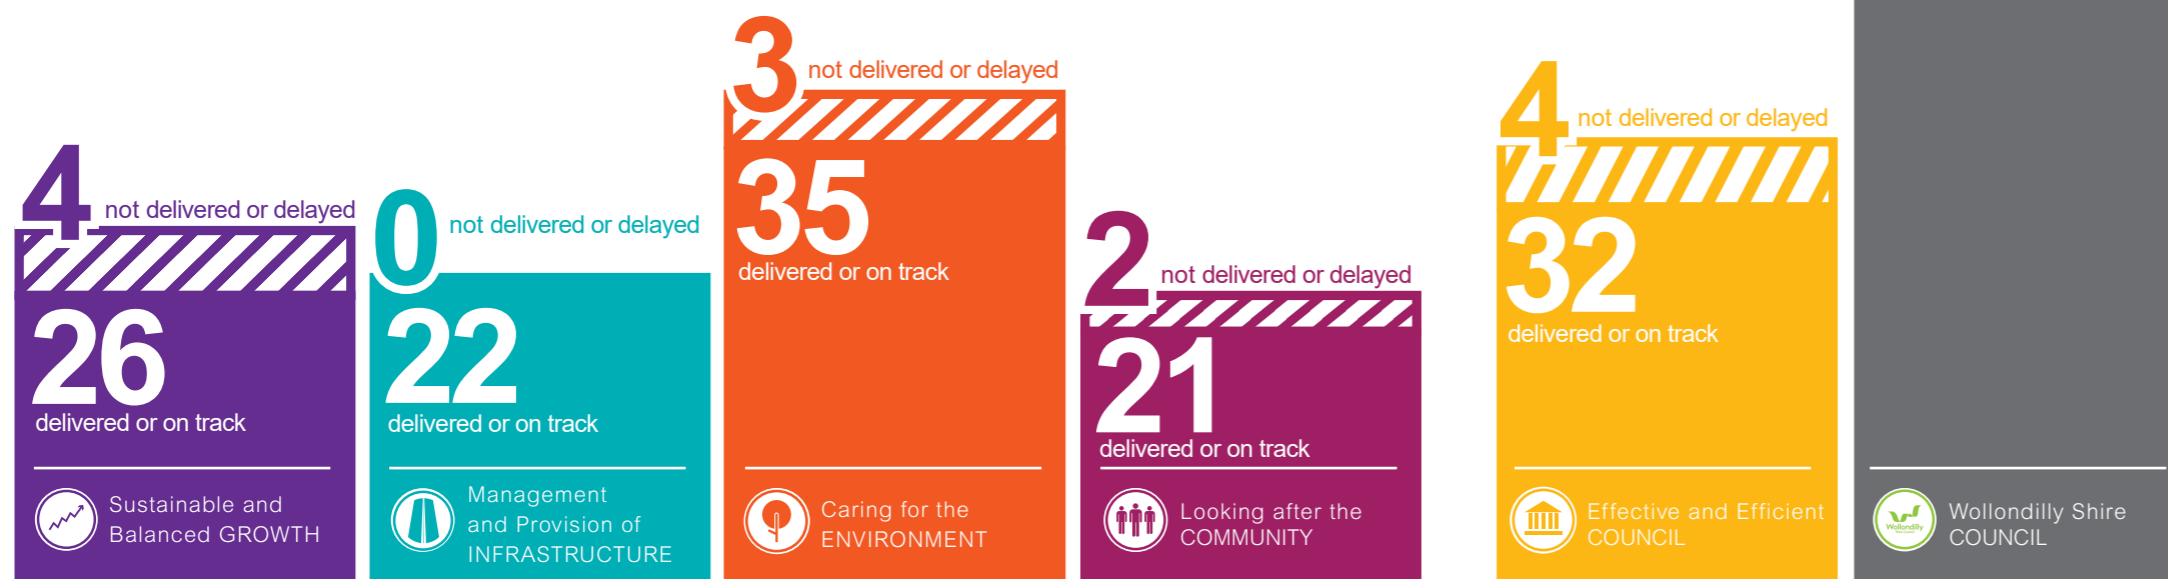 4
not delivered or delayed
26
delivered or on track
Sustainable and
Balanced GROWTH
0
not delivered or delayed
22
delivered or on track
Management
and Provision of
INFRASTRUCTURE
3
not delivered or delayed
35
delivered or on track
Caring for the
ENVIRONMENT
2
not delivered or delayed
21
delivered or on track
Looking after the
COMMUNITY
4
not delivered or delayed
32
delivered or on track
Effective and Efficient
COUNCIL
Wollondilly
Wollondilly Shire
COUNCIL